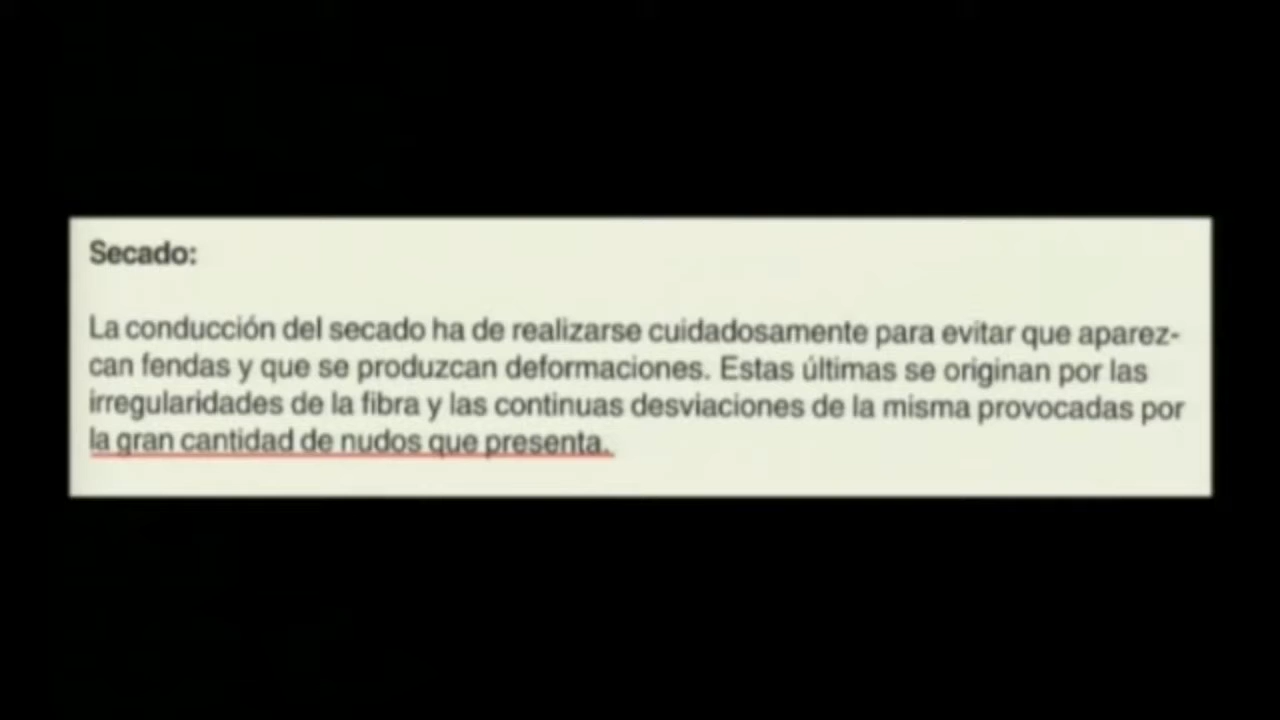 Secado:
La conducción del secado ha de realizarse cuidadosamente para evitar que aparez-
can fendas y que se produzcan deformaciones. Estas últimas se originan por las
irregularidades de la fibra y las continuas desviaciones de la misma provocadas por
la gran cantidad de nudos que presenta.